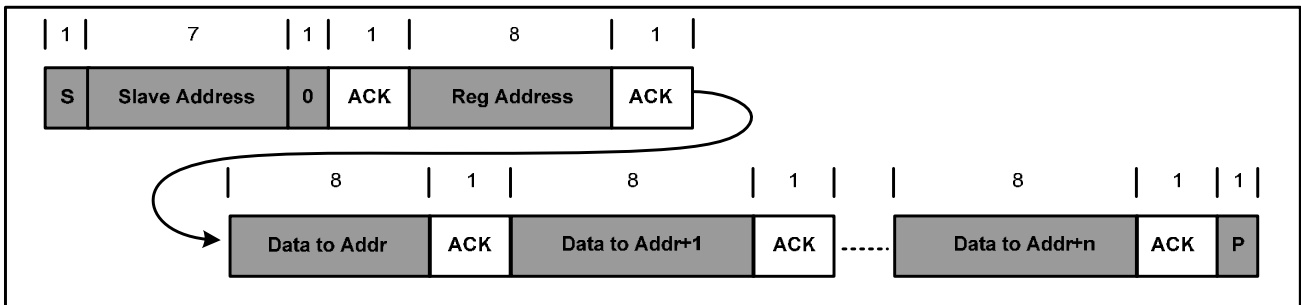 1 7 1 1 8 1
S Slave Address 0 ACK Reg Address ACK
8 1 8 1 8 1 1
Data to Addr ACK Data to Addr+1 ACK Data to Addr+n ACK P